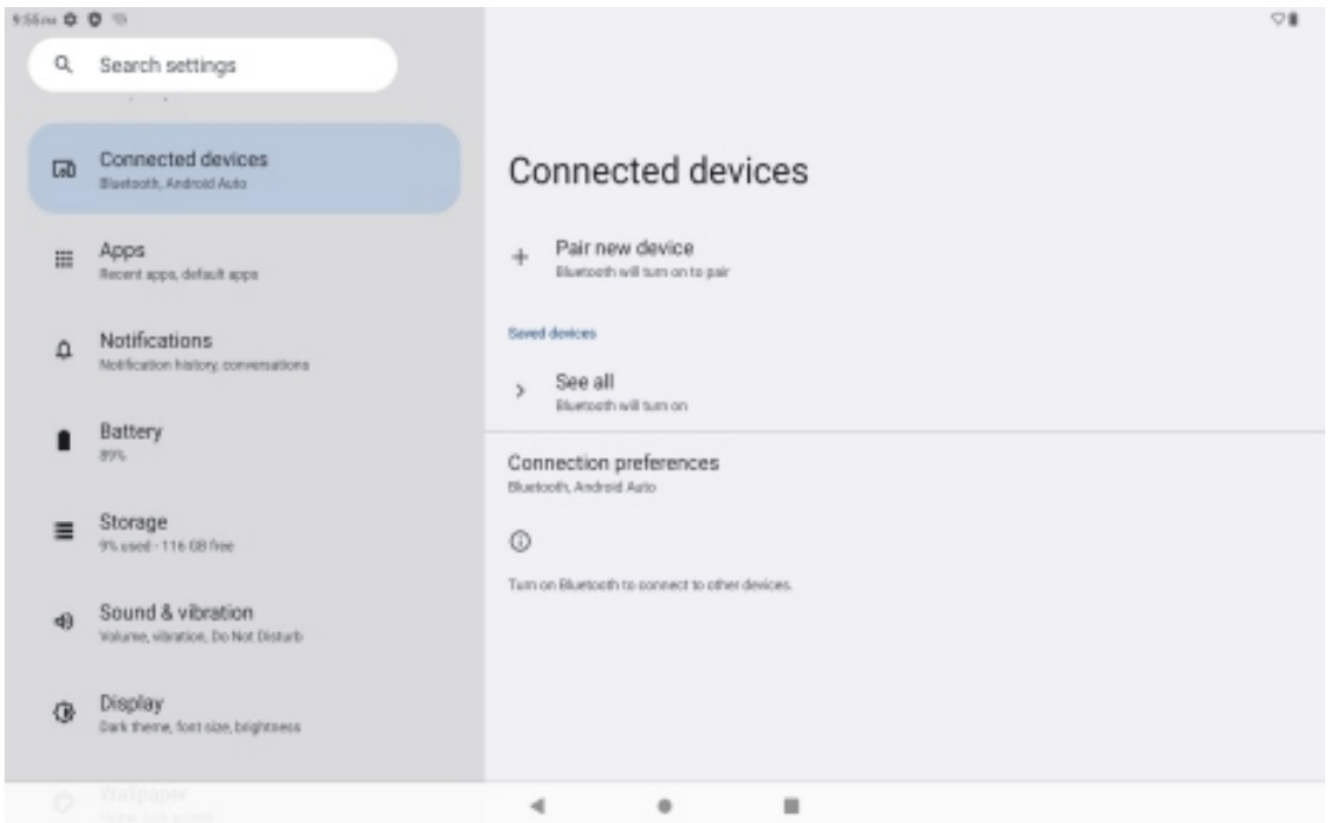 9:55 PM
Search settings
Connected devices
Bluetooth, Android Auto
Apps
Recent apps, default apps
Notifications
Notification history, conversations
Battery
89%
Storage
9% used - 116 GB free
Sound & vibration
Volume, vibration, Do Not Disturb
Display
Dark theme, font size, brightness
Wallpaper
Connected devices
Pair new device
Bluetooth will turn on to pair
Saved devices
See all
Bluetooth will turn on
Connection preferences
Bluetooth, Android Auto
Turn on Bluetooth to connect to other devices.